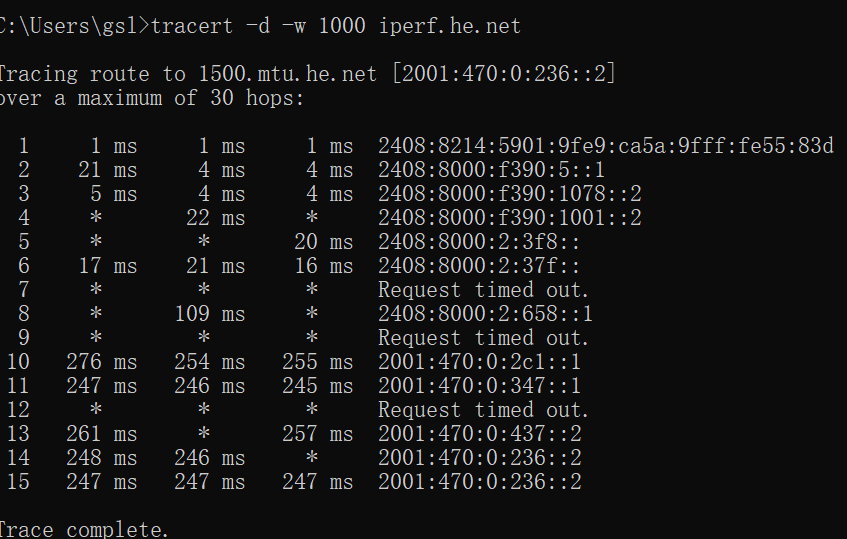 C:\Users\gsl>tracert -d -w 1000 iperf.he.net
Tracing route to 1500.mtu.he.net [2001:470:0:236::2]
over a maximum of 30 hops:
1 1 ms 1 ms 1 ms 2408:8214:5901:9fe9:ca5a:9fff:fe55:83d
2 21 ms 4 ms 4 ms 2408:8000:f390:5::1
3 5 ms 4 ms 4 ms 2408:8000:f390:1078::2
4 * 22 ms * 2408:8000:f390:1001::2
5 * * 20 ms 2408:8000:2:3f8::
6 17 ms 21 ms 16 ms 2408:8000:2:37f::
7 * * * Request timed out.
8 * 109 ms * 2408:8000:2:658::1
9 * * * Request timed out.
10 276 ms 254 ms 255 ms 2001:470:0:2c1::1
11 247 ms 246 ms 245 ms 2001:470:0:347::1
12 * * * Request timed out.
13 261 ms * 257 ms 2001:470:0:437::2
14 248 ms 246 ms * 2001:470:0:236::2
15 247 ms 247 ms 247 ms 2001:470:0:236::2
Trace complete.